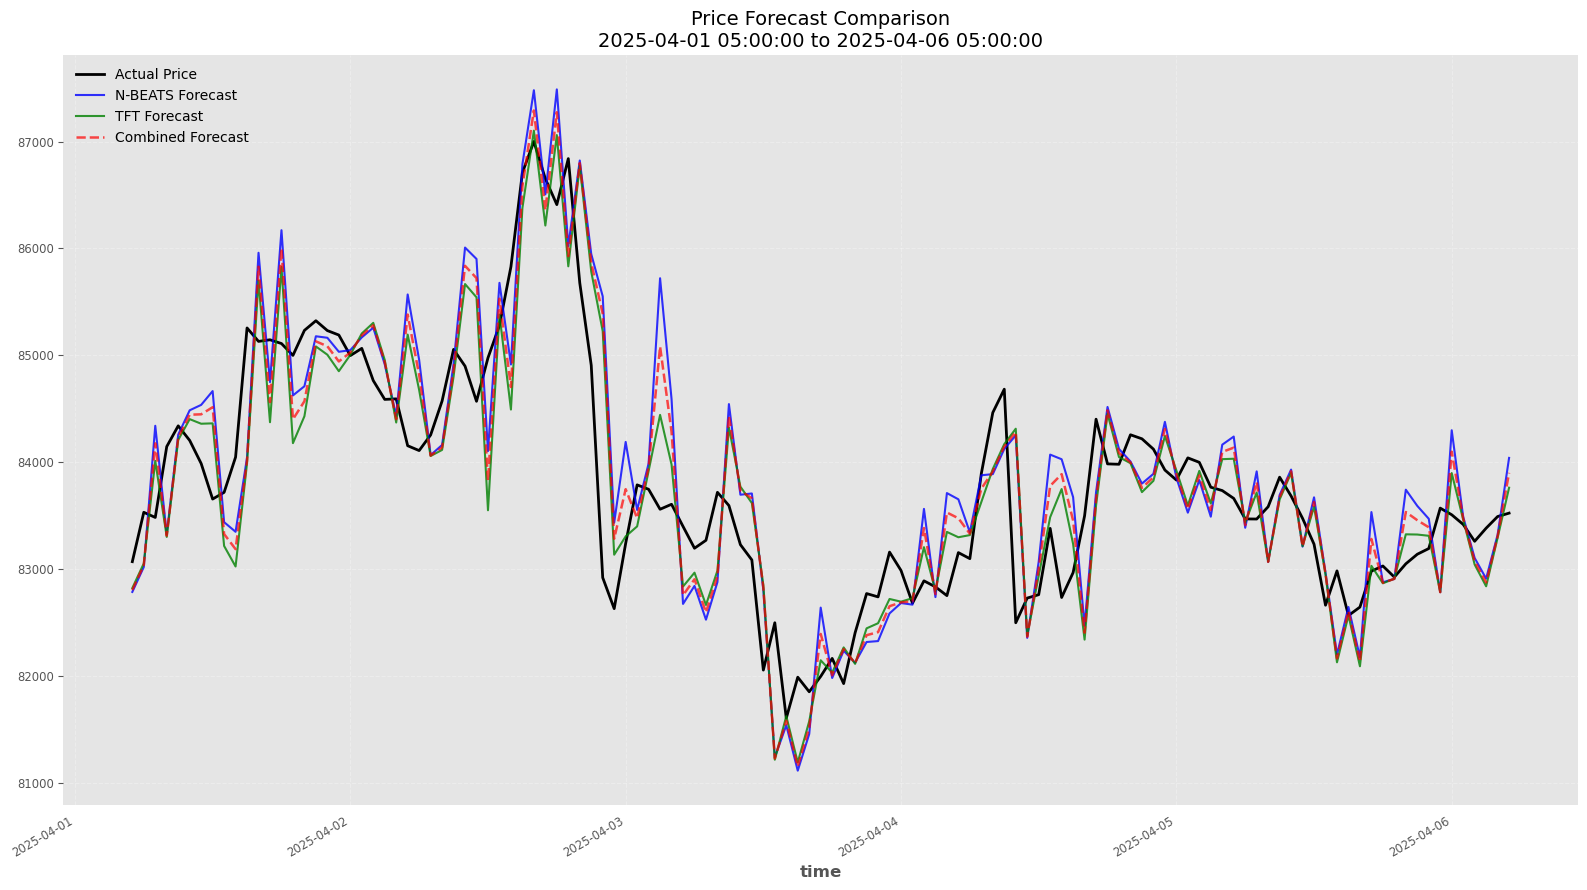 Price Forecast Comparison
2025-04-01 05:00:00 to 2025-04-06 05:00:00
Actual Price
N-BEATS Forecast
TFT Forecast
Combined Forecast
87000
86000
85000
84000
83000
82000
81000
2025-04-01
2025-04-02
2025-04-03
2025-04-04
2025-04-05
2025-04-06
time